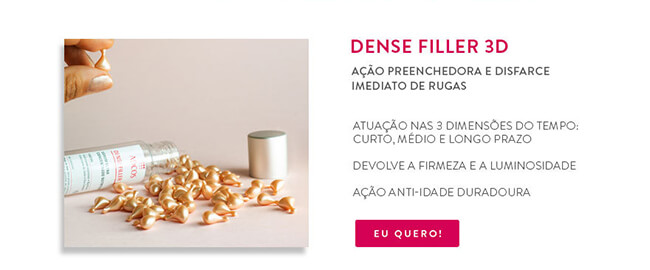 DENSE FILLER 3D
AÇÃO PREENCHEDORA E DISFARCE
IMEDIATO DE RUGAS
ATUAÇÃO NAS 3 DIMENSÕES DO TEMPO:
CURTO, MÉDIO E LONGO PRAZO
DEVOLVE A FIRMEZA E A LUMINOSIDADE
AÇÃO ANTI-IDADE DURADOURA
EU QUERO!